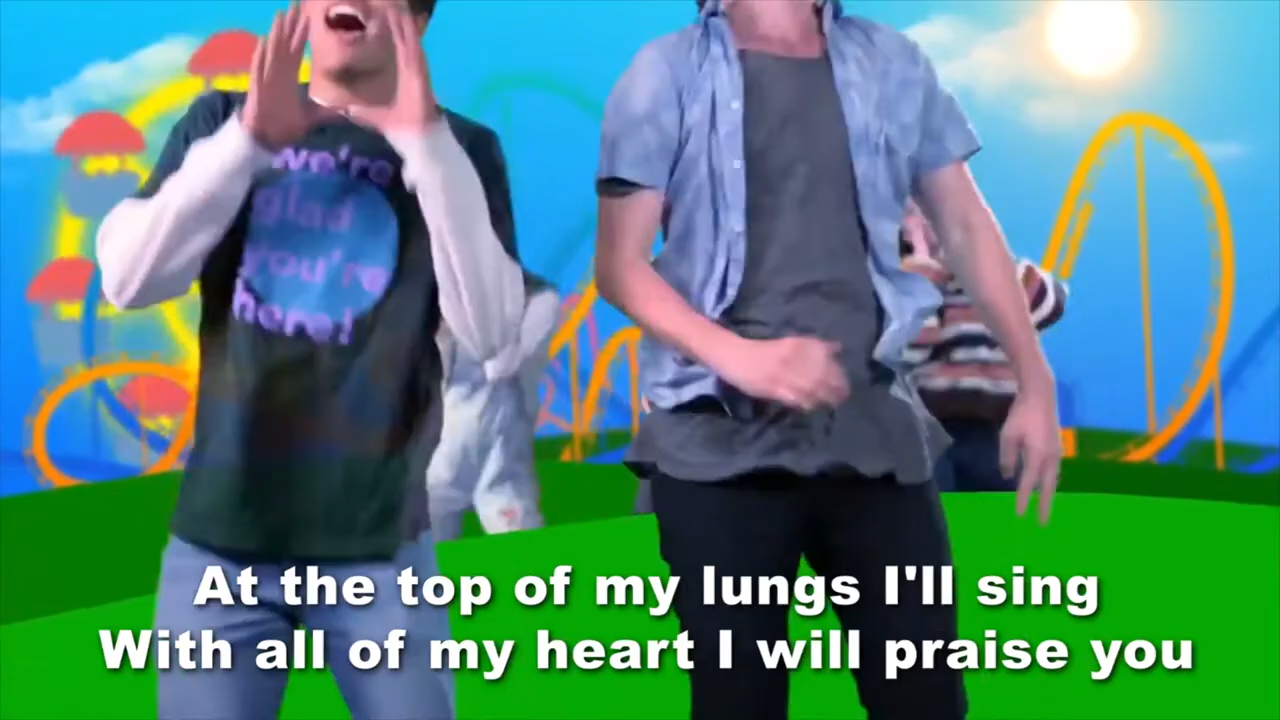 we're
glad
you're
here!
At the top of my lungs I'll sing
With all of my heart I will praise you